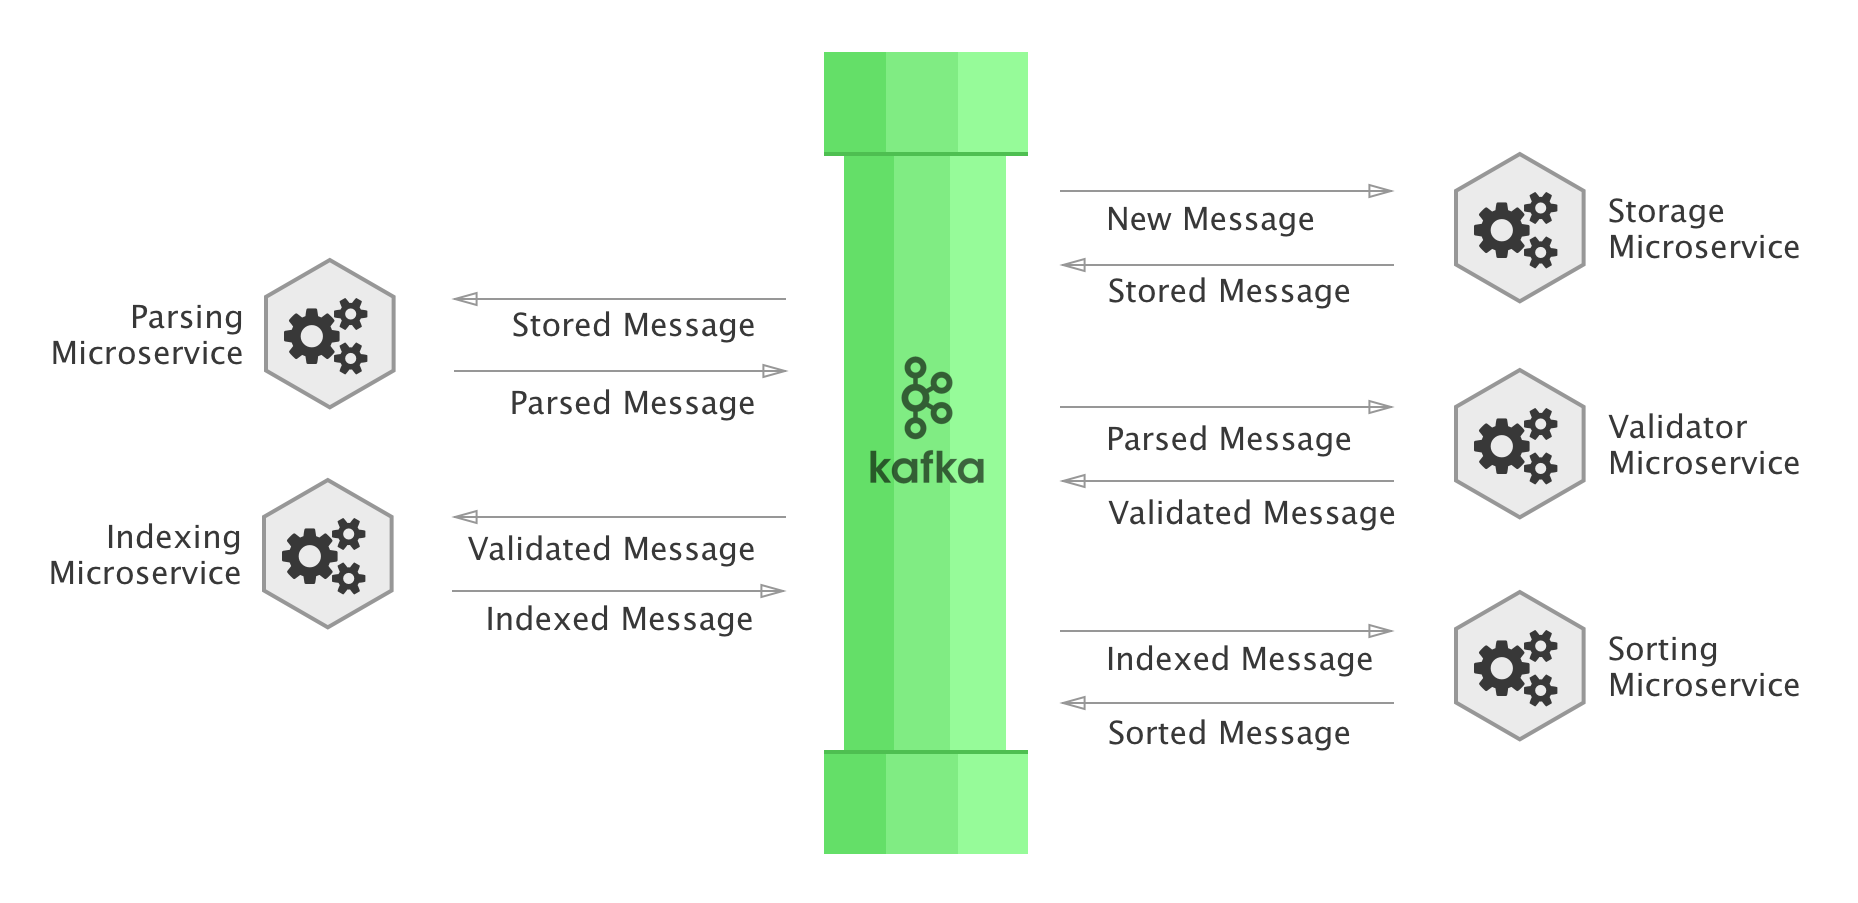 New Message
Storage
Microservice
Stored Message
Parsing
Microservice
Stored Message
Parsed Message
kafka
Parsed Message
Validator
Microservice
Validated Message
Indexing
Microservice
Validated Message
Indexed Message
Indexed Message
Sorting
Microservice
Sorted Message